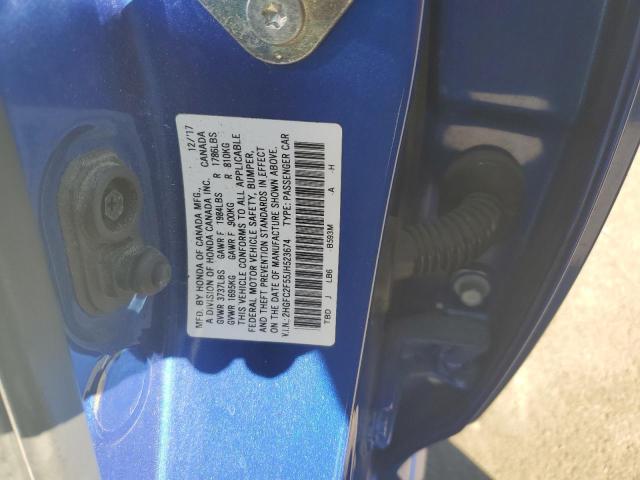 MFD. BY HONDA OF CANADA MFG., 12/'17
A DIVISION OF HONDA CANADA INC. CANADA
GVWR 3737LBS GAWR F 1984LBS R 1786LBS
GVWR 1695KG GAWR F 900KG R 810KG
THIS VEHICLE CONFORMS TO ALL APPLICABLE
FEDERAL MOTOR VEHICLE SAFETY, BUMPER,
AND THEFT PREVENTION STANDARDS IN EFFECT
ON THE DATE OF MANUFACTURE SHOWN ABOVE.
V.I.N.: 2HGFC2F55JH523674 TYPE: PASSENGER CAR
TBD J LB6 B593M A H